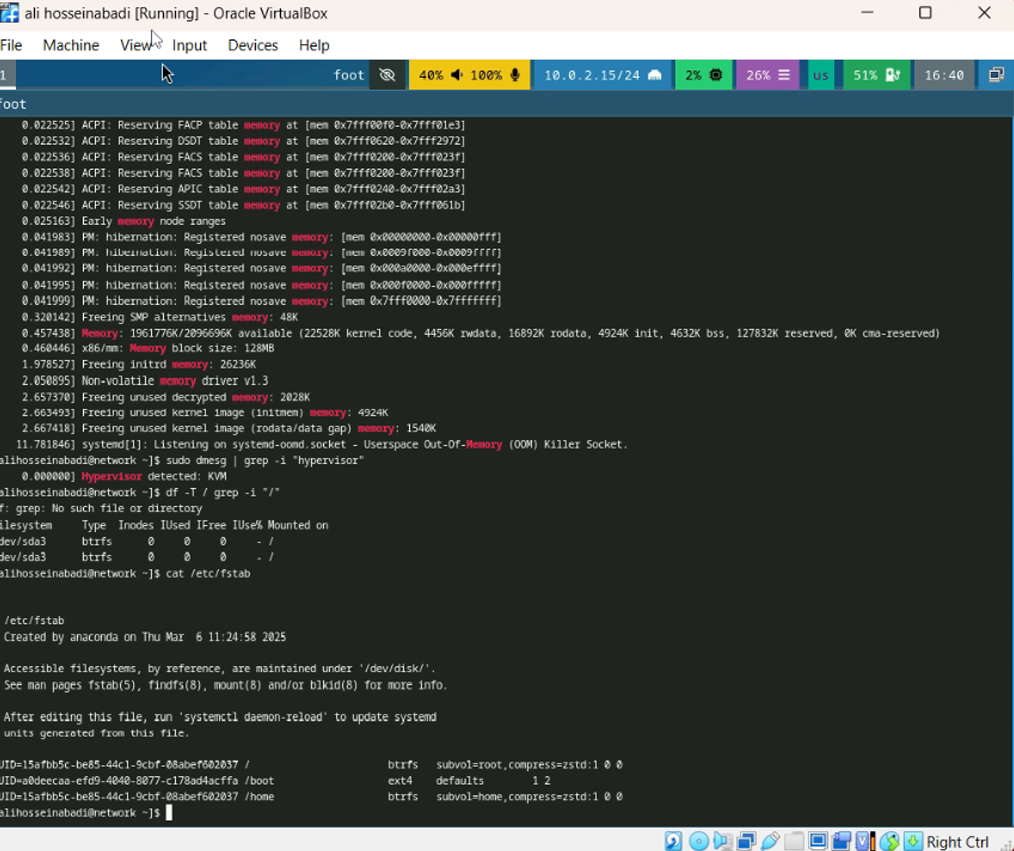 ali hosseinabadi [Running] - Oracle VirtualBox
File Machine View Input Devices Help
1 foot 40% 100% 10.0.2.15/24 2% 26% us 51% 16:40
foot
0.022525] ACPI: Reserving FACP table memory at [mem 0x7fff00f0-0x7fff01e3]
0.022532] ACPI: Reserving DSDT table memory at [mem 0x7fff0620-0x7fff2972]
0.022536] ACPI: Reserving FACS table memory at [mem 0x7fff0200-0x7fff023f]
0.022538] ACPI: Reserving FACS table memory at [mem 0x7fff0200-0x7fff023f]
0.022542] ACPI: Reserving APIC table memory at [mem 0x7fff0240-0x7fff02a3]
0.022546] ACPI: Reserving SSDT table memory at [mem 0x7fff02b0-0x7fff061b]
0.025163] Early memory node ranges
0.041983] PM: hibernation: Registered nosave memory: [mem 0x00000000-0x00000fff]
0.041989] PM: hibernation: Registered nosave memory: [mem 0x0009f000-0x0009ffff]
0.041992] PM: hibernation: Registered nosave memory: [mem 0x000a0000-0x000effff]
0.041995] PM: hibernation: Registered nosave memory: [mem 0x000f0000-0x000fffff]
0.041999] PM: hibernation: Registered nosave memory: [mem 0x7fff0000-0x7fffffff]
0.320142] Freeing SMP alternatives memory: 48K
0.457438] Memory: 1961776K/2096696K available (22528K kernel code, 4456K rwdata, 16892K rodata, 4924K init, 4632K bss, 127832K reserved, 0K cma-reserved)
0.460446] x86/mm: Memory block size: 128MB
1.978527] Freeing initrd memory: 26236K
2.050895] Non-volatile memory driver v1.3
2.657370] Freeing unused decrypted memory: 2028K
2.663493] Freeing unused kernel image (initmem) memory: 4924K
2.667418] Freeing unused kernel image (rodata/data gap) memory: 1540K
11.781846] systemd[1]: Listening on systemd-oomd.socket - Userspace Out-Of-Memory (OOM) Killer Socket.
alihosseinabadi@network ~]$ sudo dmesg | grep -i "hypervisor"
0.000000] Hypervisor detected: KVM
alihosseinabadi@network ~]$ df -T / grep -i "/"
f: grep: No such file or directory
ilesystem Type Inodes IUsed IFree IUse% Mounted on
dev/sda3 btrfs 0 0 0 - /
dev/sda3 btrfs 0 0 0 - /
alihosseinabadi@network ~]$ cat /etc/fstab
/etc/fstab
Created by anaconda on Thu Mar 6 11:24:58 2025
Accessible filesystems, by reference, are maintained under '/dev/disk/'.
See man pages fstab(5), findfs(8), mount(8) and/or blkid(8) for more info.
After editing this file, run 'systemctl daemon-reload' to update systemd
units generated from this file.
UID=15afbb5c-be85-44c1-9cbf-08abef602037 / btrfs subvol=root,compress=zstd:1 0 0
UID=a0deecaa-efd9-4040-8077-c178ad4acffa /boot ext4 defaults 1 2
UID=15afbb5c-be85-44c1-9cbf-08abef602037 /home btrfs subvol=home,compress=zstd:1 0 0
alihosseinabadi@network ~]$
Right Ctrl